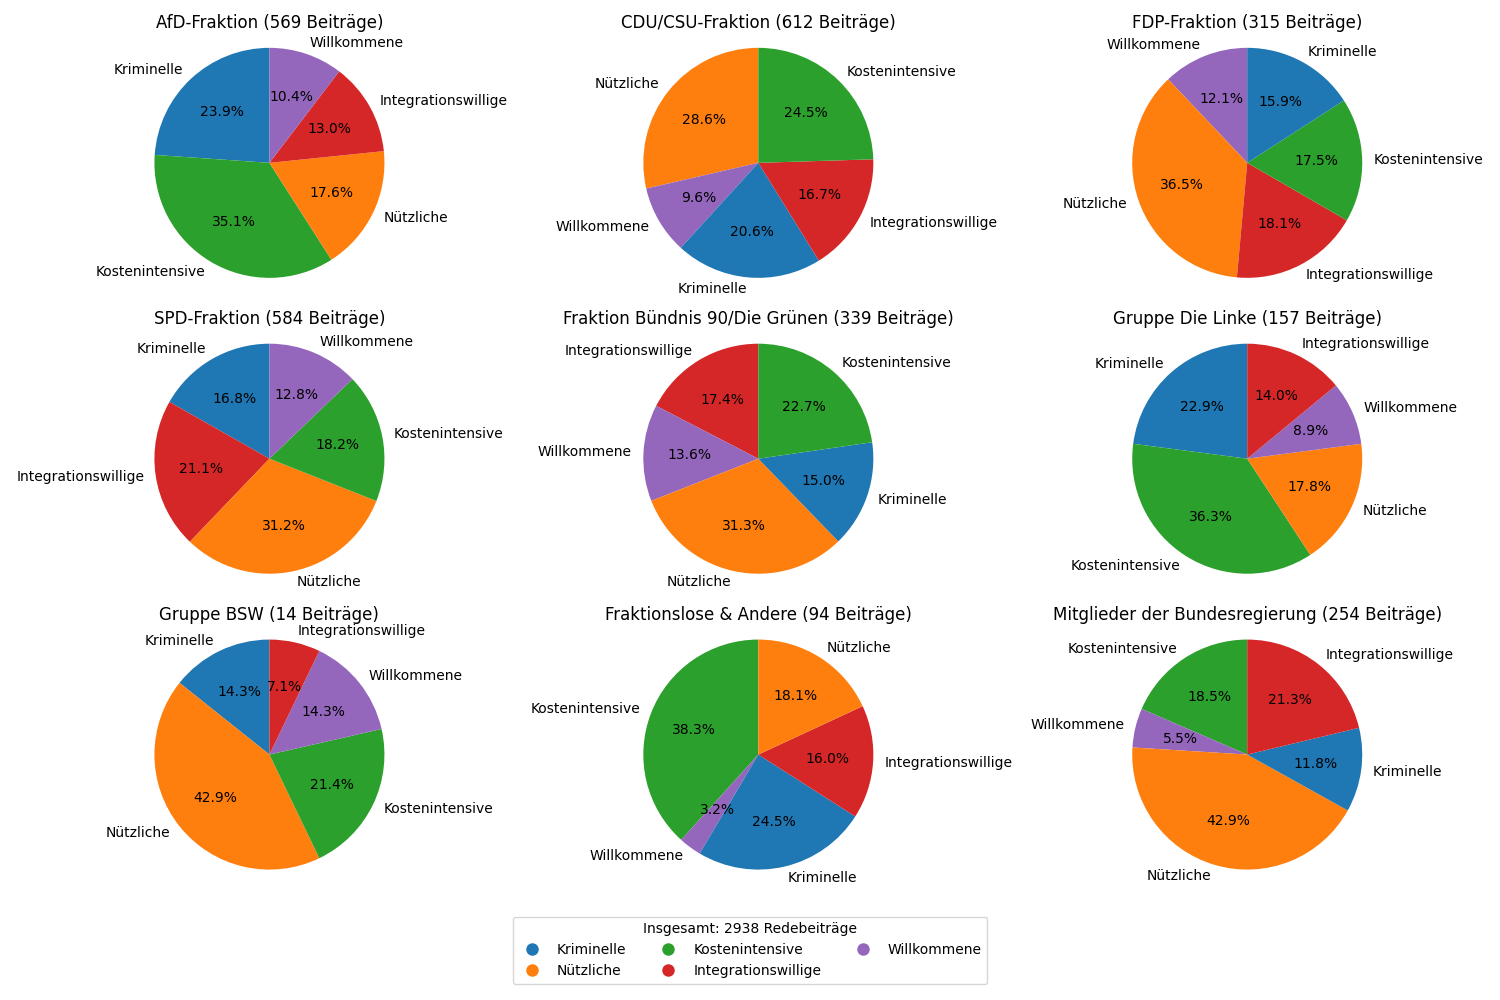 AfD-Fraktion (569 Beiträge)
Willkommene
Kriminelle
10.4%
Integrationswillige
23.9%
13.0%
17.6%
35.1%
Nützliche
Kostenintensive
CDU/CSU-Fraktion (612 Beiträge)
Kostenintensive
Nützliche
24.5%
28.6%
16.7%
9.6%
Integrationswillige
Willkommene
20.6%
Kriminelle
FDP-Fraktion (315 Beiträge)
Willkommene
Kriminelle
12.1%
15.9%
17.5%
Kostenintensive
36.5%
Nützliche
18.1%
Integrationswillige
SPD-Fraktion (584 Beiträge)
Willkommene
Kriminelle
12.8%
16.8%
Kostenintensive
18.2%
21.1%
Integrationswillige
31.2%
Nützliche
Fraktion Bündnis 90/Die Grünen (339 Beiträge)
Integrationswillige
Kostenintensive
17.4%
22.7%
Willkommene
13.6%
15.0%
Kriminelle
31.3%
Nützliche
Gruppe Die Linke (157 Beiträge)
Integrationswillige
Kriminelle
14.0%
22.9%
Willkommene
8.9%
17.8%
Nützliche
36.3%
Kostenintensive
Gruppe BSW (14 Beiträge)
Integrationswillige
Kriminelle
7.1%
14.3%
Willkommene
14.3%
21.4%
42.9%
Kostenintensive
Nützliche
Fraktionslose & Andere (94 Beiträge)
Nützliche
18.1%
Kostenintensive
38.3%
16.0%
Integrationswillige
3.2%
24.5%
Willkommene
Kriminelle
Mitglieder der Bundesregierung (254 Beiträge)
Kostenintensive
Integrationswillige
18.5%
21.3%
Willkommene
5.5%
11.8%
Kriminelle
42.9%
Nützliche
Insgesamt: 2938 Redebeiträge
Kriminelle
Kostenintensive
Willkommene
Nützliche
Integrationswillige